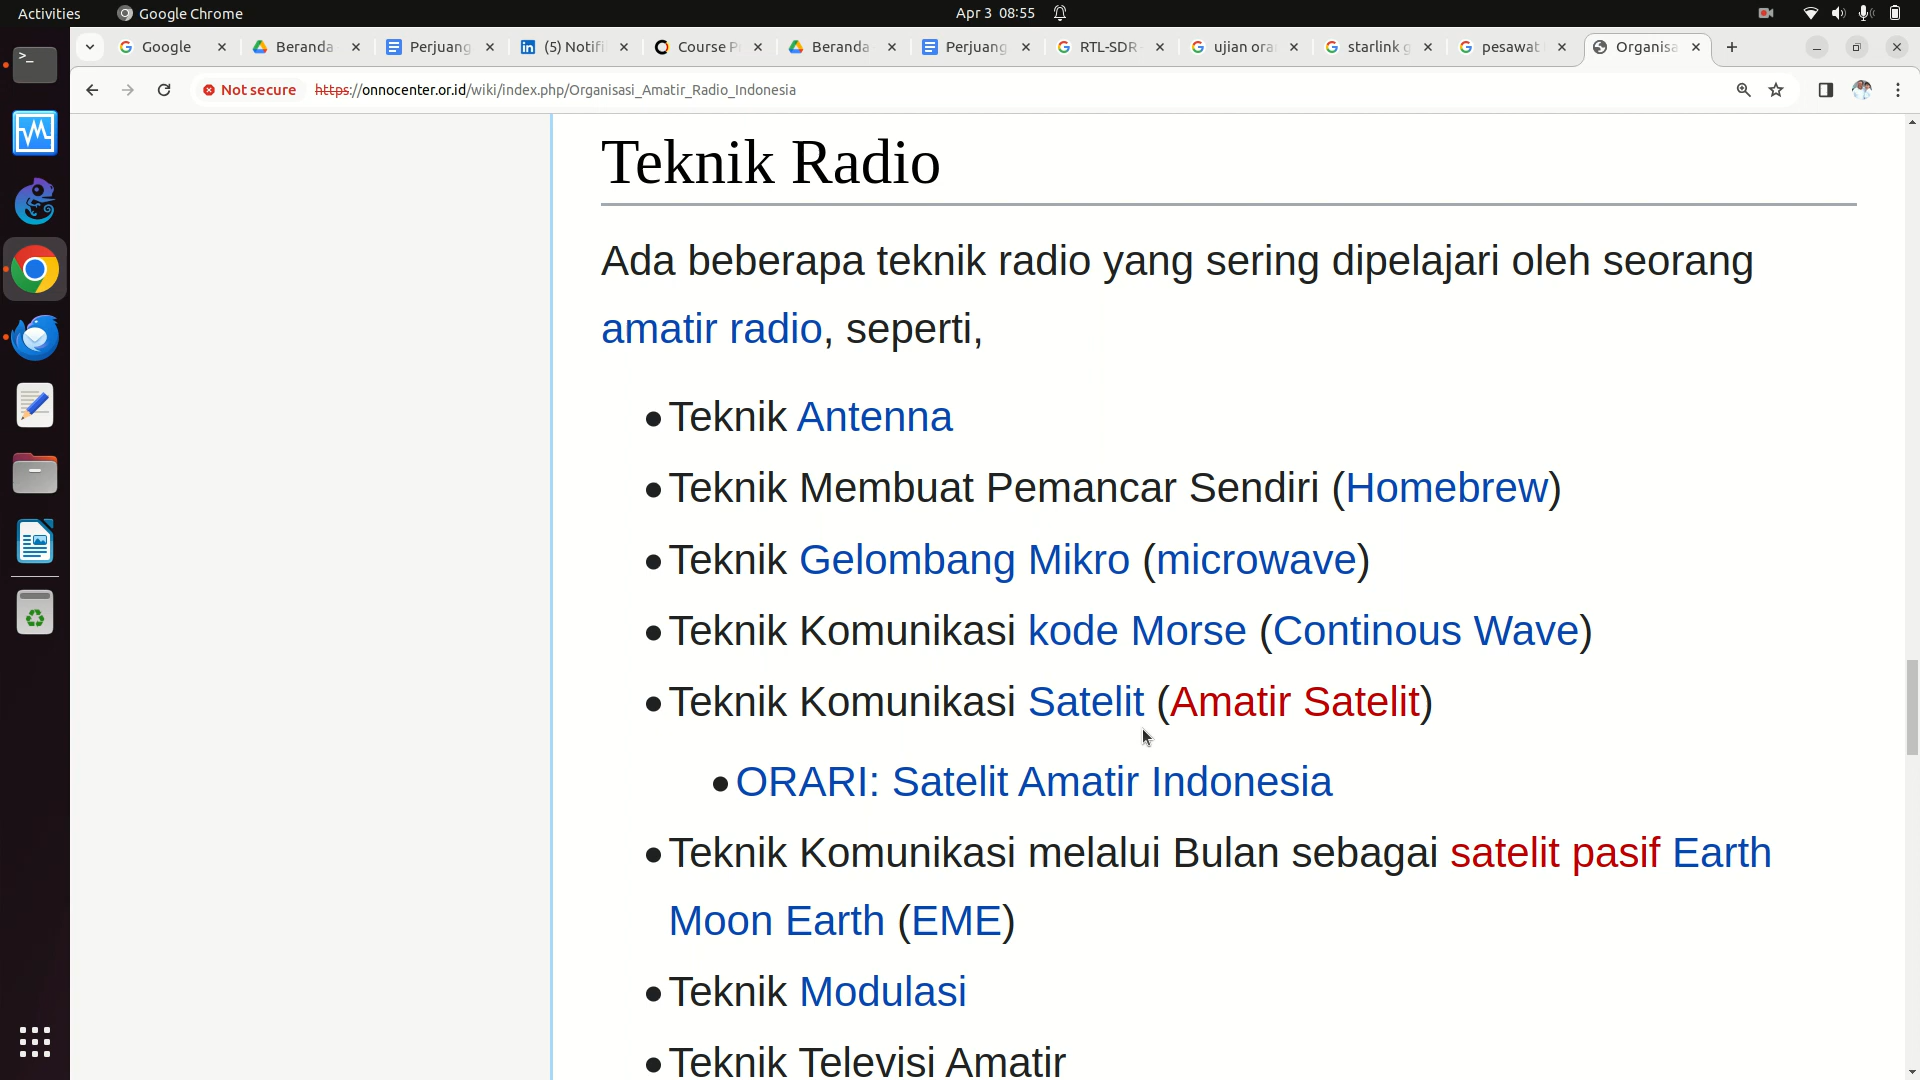 Activities Google Chrome Apr 3 08:55
Google Beranda Perjuang (5) Notifi Course P Beranda Perjuang RTL-SDR ujian ora starlink g pesawat Organisa
Not secure https://onnocenter.or.id/wiki/index.php/Organisasi_Amatir_Radio_Indonesia
Teknik Radio
Ada beberapa teknik radio yang sering dipelajari oleh seorang
amatir radio, seperti,
Teknik Antenna
Teknik Membuat Pemancar Sendiri (Homebrew)
Teknik Gelombang Mikro (microwave)
Teknik Komunikasi kode Morse (Continous Wave)
Teknik Komunikasi Satelit (Amatir Satelit)
ORARI: Satelit Amatir Indonesia
Teknik Komunikasi melalui Bulan sebagai satelit pasif Earth
Moon Earth (EME)
Teknik Modulasi
Teknik Televisi Amatir